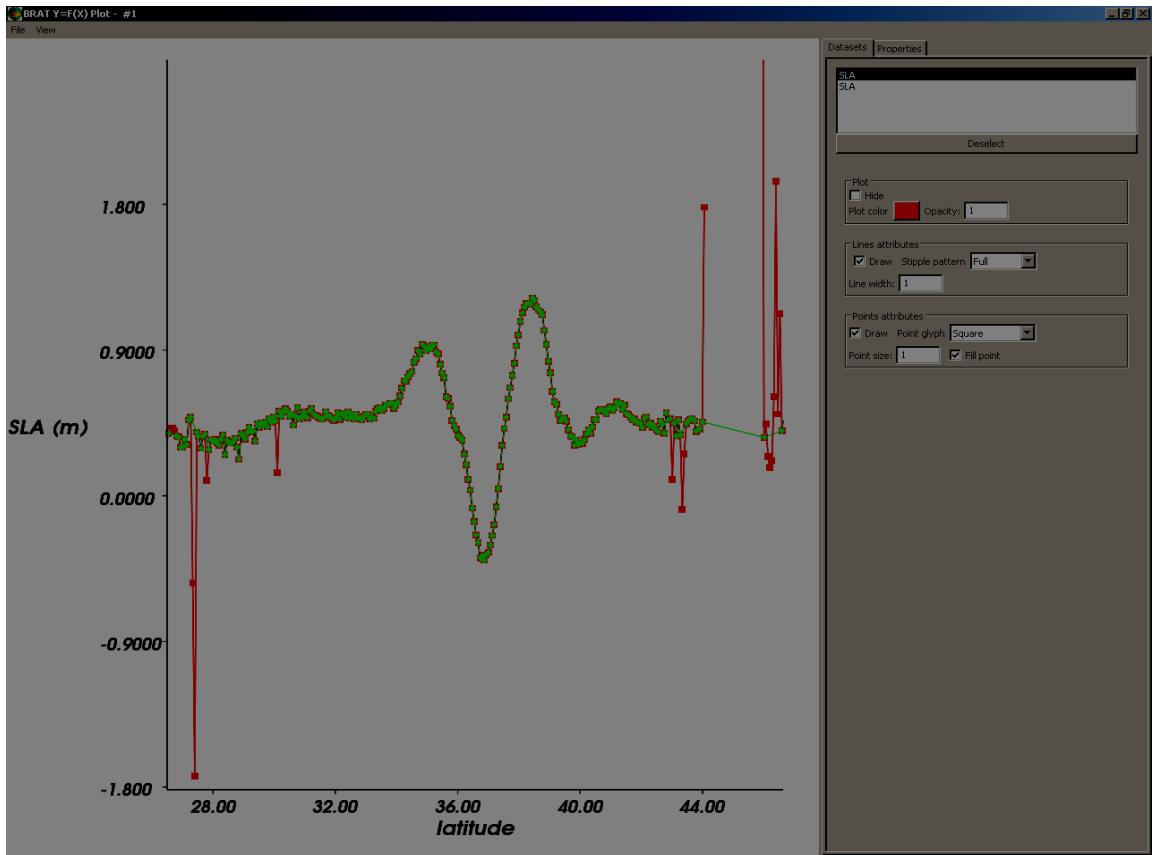 BRAT Y=F(X) Plot - #1
File View
Datasets Properties
SLA
SLA
Deselect
Plot
Hide
Plot color Opacity: 1
Lines attributes
Draw Stipple pattern Full
Line width: 1
Points attributes
Draw Point glyph Square
Point size: 1 Fill point
1.800
0.9000
SLA (m)
0.0000
-0.9000
-1.800
28.00 32.00 36.00 40.00 44.00
latitude